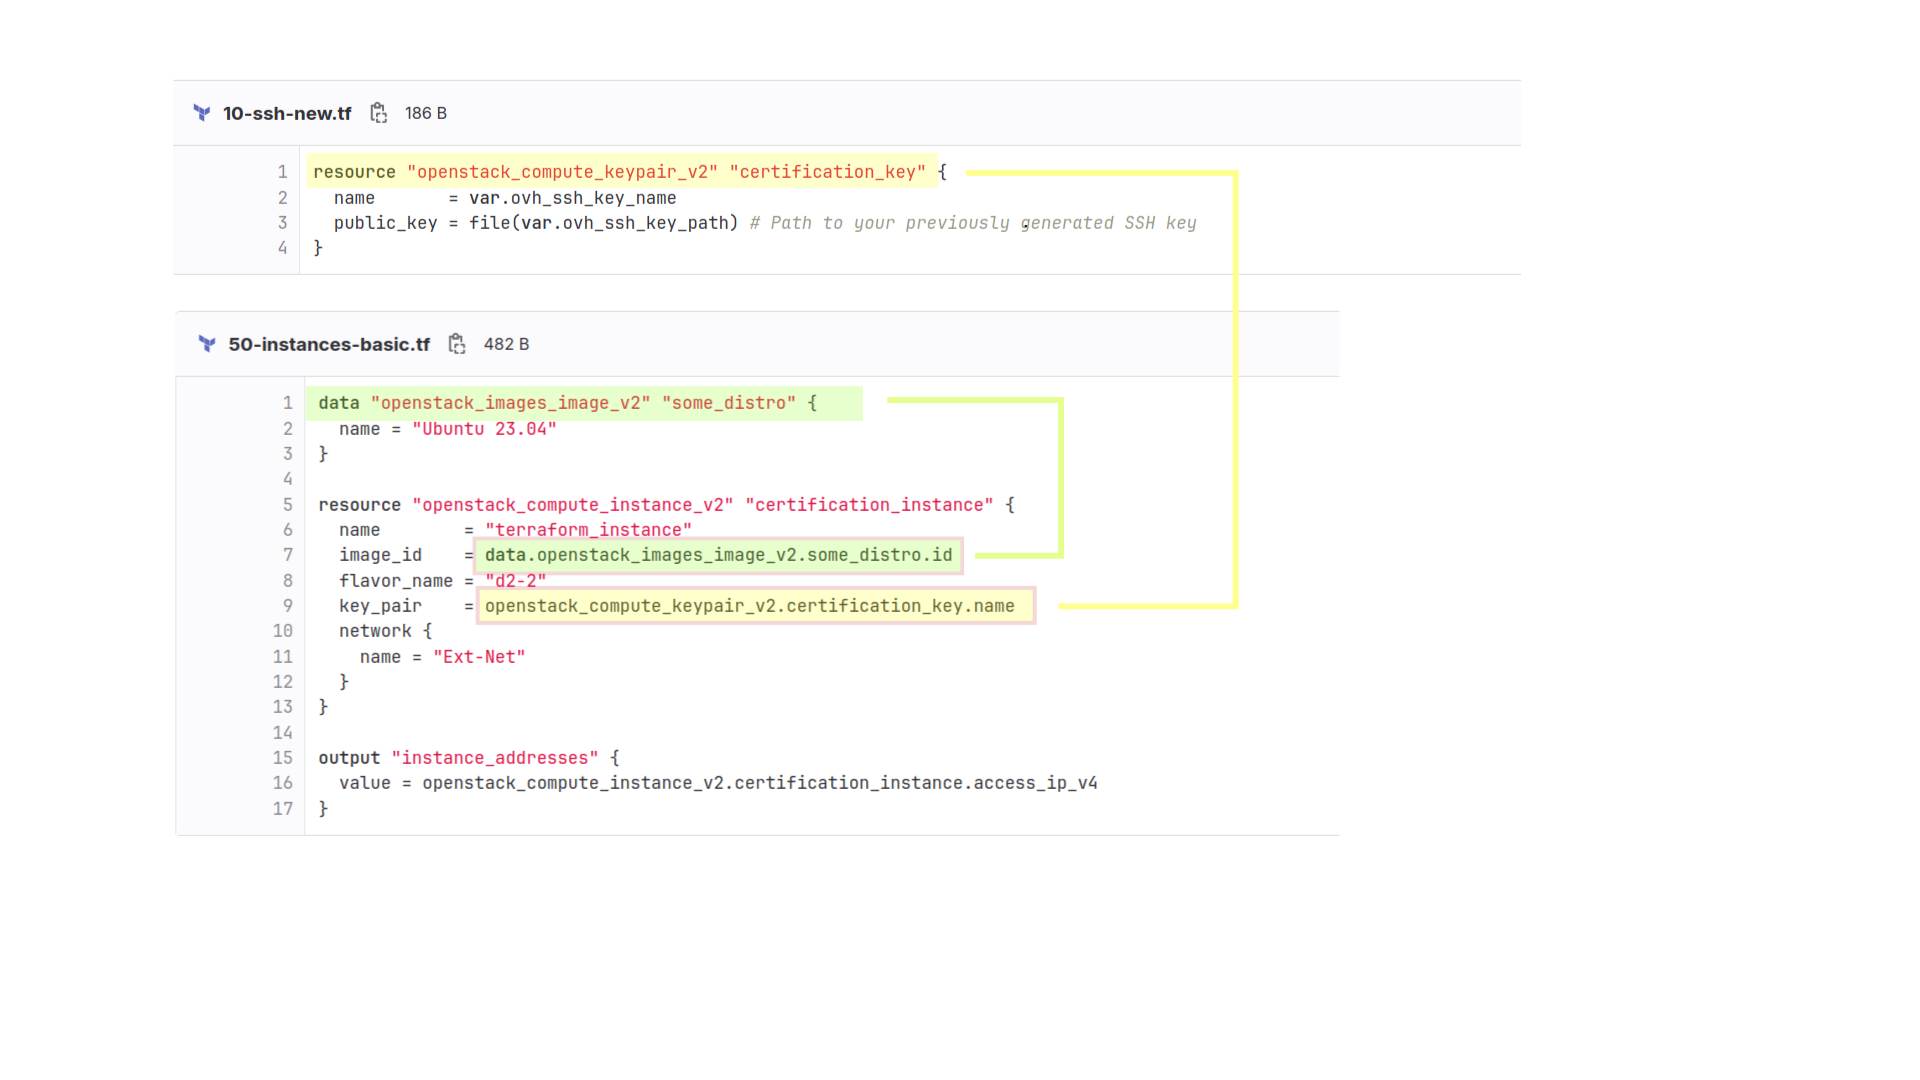 10-ssh-new.tf 186 B
1 resource "openstack_compute_keypair_v2" "certification_key" {
2   name       = var.ovh_ssh_key_name
3   public_key = file(var.ovh_ssh_key_path) # Path to your previously generated SSH key
4 }
50-instances-basic.tf 482 B
1 data "openstack_images_image_v2" "some_distro" {
2   name = "Ubuntu 23.04"
3 }
4
5 resource "openstack_compute_instance_v2" "certification_instance" {
6   name        = "terraform_instance"
7   image_id    = data.openstack_images_image_v2.some_distro.id
8   flavor_name = "d2-2"
9   key_pair    = openstack_compute_keypair_v2.certification_key.name
10   network {
11     name = "Ext-Net"
12   }
13 }
14
15 output "instance_addresses" {
16   value = openstack_compute_instance_v2.certification_instance.access_ip_v4
17 }